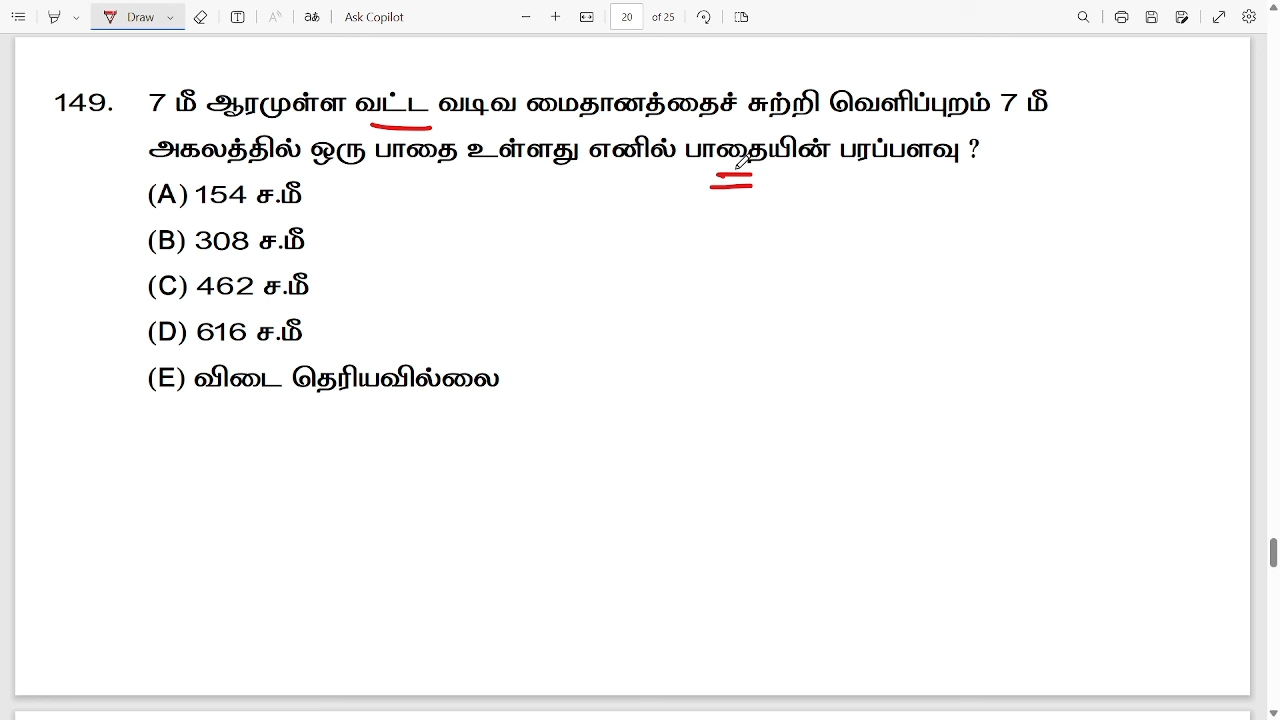 Draw
Ask Copilot
20
of 25
149. 7 மீ ஆரமுள்ள வட்ட வடிவ மைதானத்தைச் சுற்றி வெளிப்புறம் 7 மீ
அகலத்தில் ஒரு பாதை உள்ளது எனில் பாதையின் பரப்பளவு ?
(A) 154 ச.மீ
(B) 308 ச.மீ
(C) 462 ச.மீ
(D) 616 ச.மீ
(E) விடை தெரியவில்லை